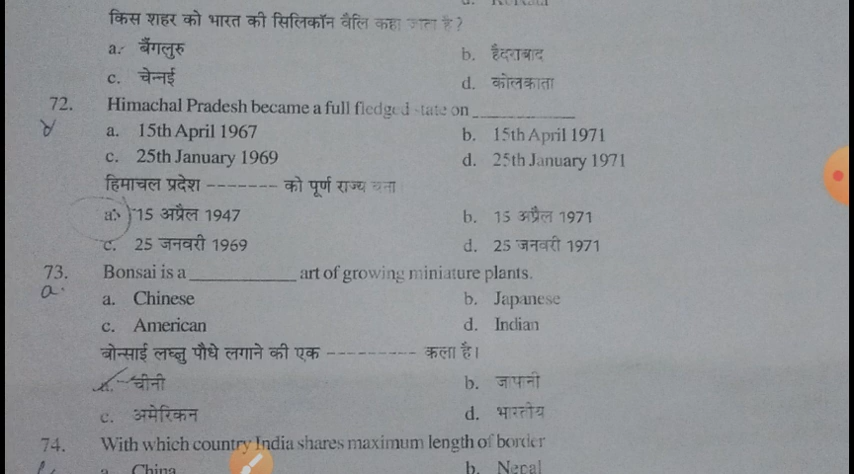 किस शहर को भारत की सिलिकॉन वैलि कहा जाता है?
a. बैंगलुरु b. हैदराबाद
c. चेन्नई d. कोलकाता
72. Himachal Pradesh became a full fledged state on ____________
a. 15th April 1967 b. 15th April 1971
c. 25th January 1969 d. 25th January 1971
हिमाचल प्रदेश ------- को पूर्ण राज्य बना
a. 15 अप्रैल 1947 b. 15 अप्रैल 1971
c. 25 जनवरी 1969 d. 25 जनवरी 1971
73. Bonsai is a ____________ art of growing miniature plants.
a. a. Chinese b. Japanese
c. American d. Indian
बोन्साई लघ्लु पौधे लगाने की एक --------- कला है।
a. चीनी b. जापानी
c. अमेरिकन d. भारतीय
74. With which country India shares maximum length of border
a. China b. Nepal